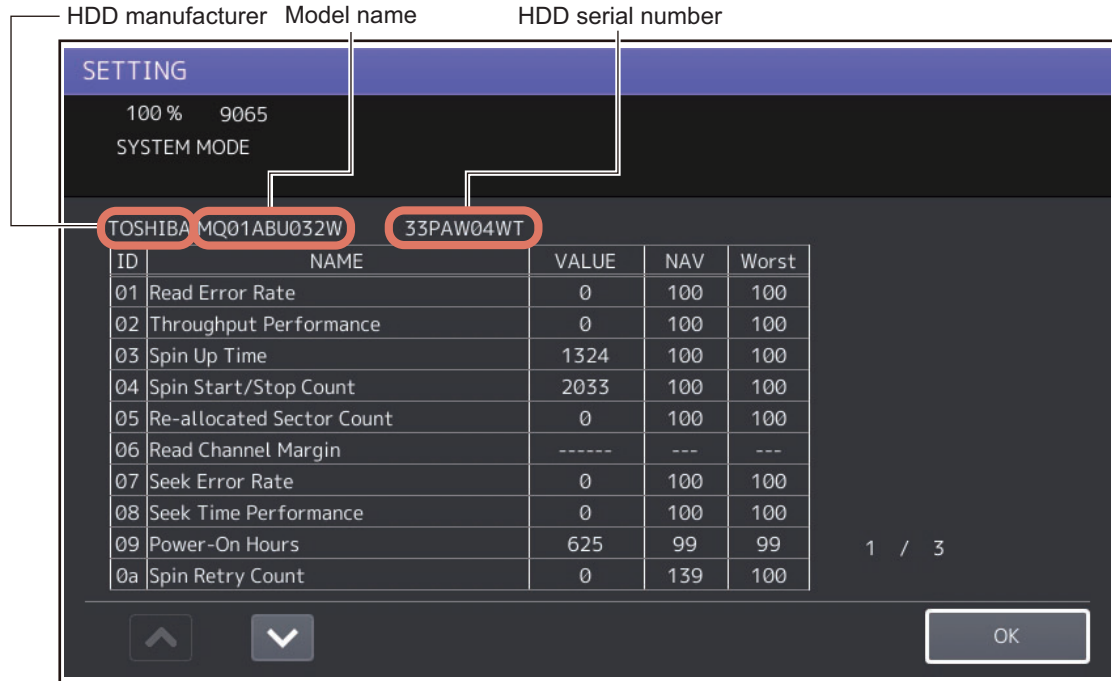 HDD manufacturer Model name HDD serial number
SETTING
100 % 9065
SYSTEM MODE
TOSHIBA MQ01ABU032W 33PAW04WT
ID NAME VALUE NAV Worst
01 Read Error Rate 0 100 100
02 Throughput Performance 0 100 100
03 Spin Up Time 1324 100 100
04 Spin Start/Stop Count 2033 100 100
05 Re-allocated Sector Count 0 100 100
06 Read Channel Margin ------ --- ---
07 Seek Error Rate 0 100 100
08 Seek Time Performance 0 100 100
09 Power-On Hours 625 99 99
0a Spin Retry Count 0 139 100
1 / 3
OK